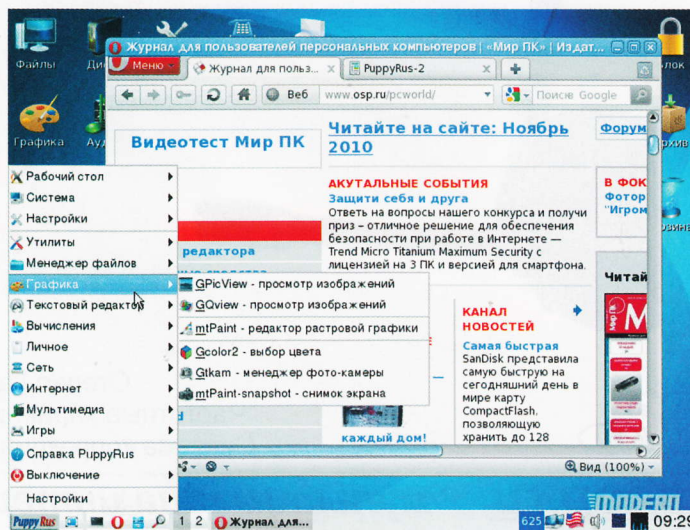 Журнал для пользователей персональных компьютеров | «Мир ПК» | Издат...
Меню
Журнал для польз...
PuppyRus-2
Веб
www.osp.ru/pcworld/
Поиск Google
Файлы
Графика
Видеотест Мир ПК
Читайте на сайте: Ноябрь
2010
Форум
АКУТАЛЬНЫЕ СОБЫТИЯ
Защити себя и друга
Ответь на вопросы нашего конкурса и получи
приз – отличное решение для обеспечения
безопасности при работе в Интернете —
Trend Micro Titanium Maximum Security с
лицензией на 3 ПК и версией для смартфона.
В ФОК
Фотор
"Игром
Читай
редактора
Рабочий стол
Система
Настройки
Утилиты
Менеджер файлов
Графика
Текстовый редактор
Вычисления
Личное
Сеть
Интернет
Мультимедиа
Игры
Справка PuppyRus
Выключение
Настройки
GPicView - просмотр изображений
GQview - просмотр изображений
mtPaint - редактор растровой графики
Gcolor2 - выбор цвета
Gtkam - менеджер фото-камеры
mtPaint-snapshot - снимок экрана
каждый дом!
КАНАЛ
НОВОСТЕЙ
Самая быстрая
SanDisk представила
самую быструю на
сегодняшний день в
мире карту
CompactFlash,
позволяющую
хранить до 128
Вид (100%)
PuppyRus
1 2
Журнал для...
625
09:29